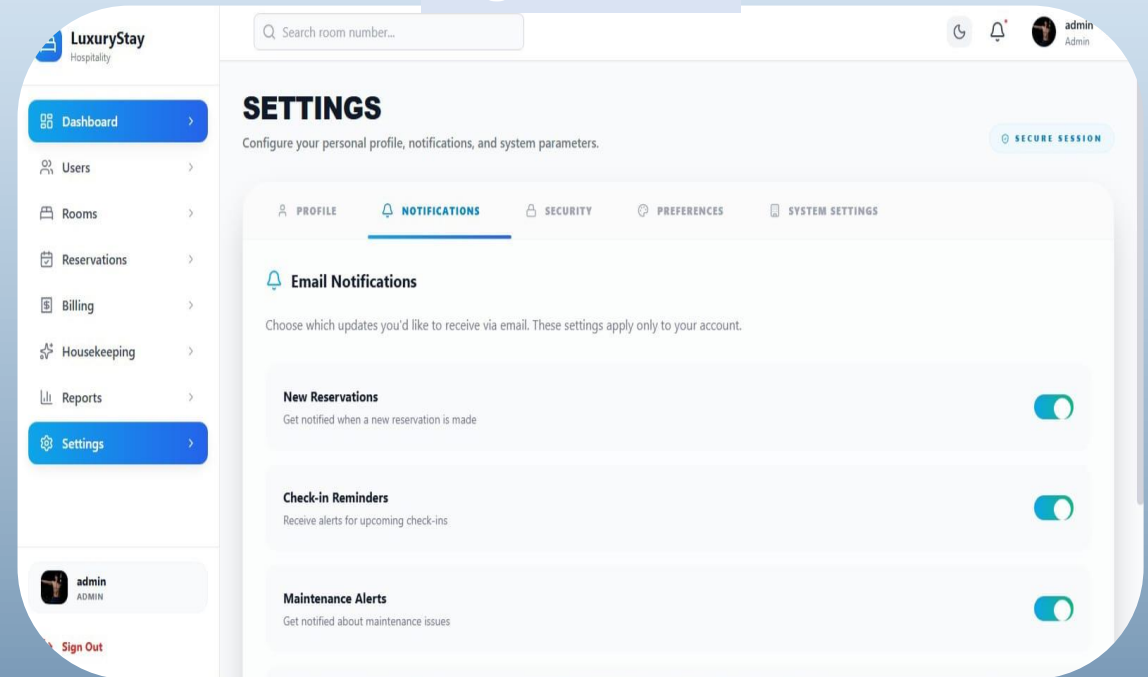 LuxuryStay
Hospitality
Search room number...
admin
Admin
Dashboard
Users
Rooms
Reservations
Billing
Housekeeping
Reports
Settings
admin
ADMIN
Sign Out
SETTINGS
Configure your personal profile, notifications, and system parameters.
SECURE SESSION
PROFILE
NOTIFICATIONS
SECURITY
PREFERENCES
SYSTEM SETTINGS
Email Notifications
Choose which updates you'd like to receive via email. These settings apply only to your account.
New Reservations
Get notified when a new reservation is made
Check-in Reminders
Receive alerts for upcoming check-ins
Maintenance Alerts
Get notified about maintenance issues